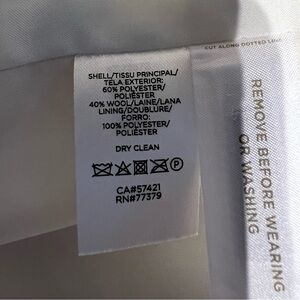 CUT ALONG DOTTED LINE
SHELL/TISSU PRINCIPAL/
TELA EXTERIOR:
60% POLYESTER/
POLIÉSTER
40% WOOL/LAINE/LANA
LINING/DOUBLURE/
FORRO:
100% POLYESTER/
POLIÉSTER
DRY CLEAN
P
CA#57421
RN#77379
REMOVE BEFORE WEARING
OR WASHING